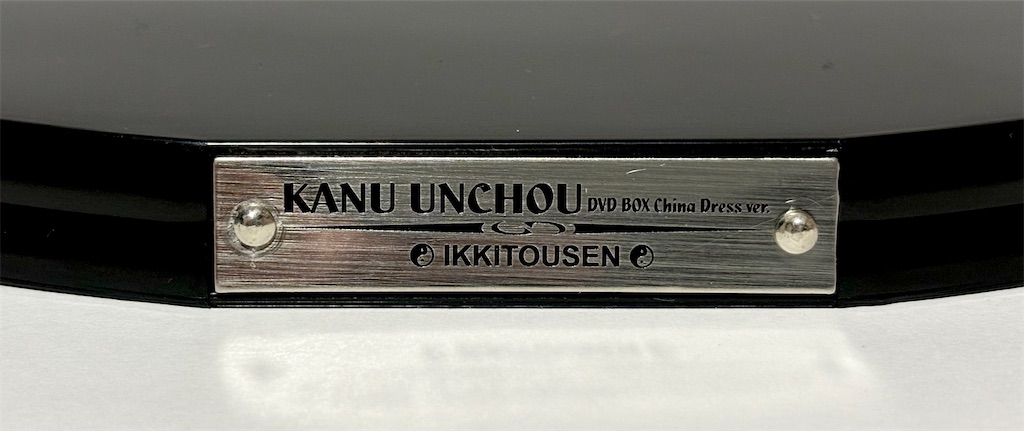 KANU UNCHOU DVD BOX China Dress ver.
☯ IKKITOUSEN ☯